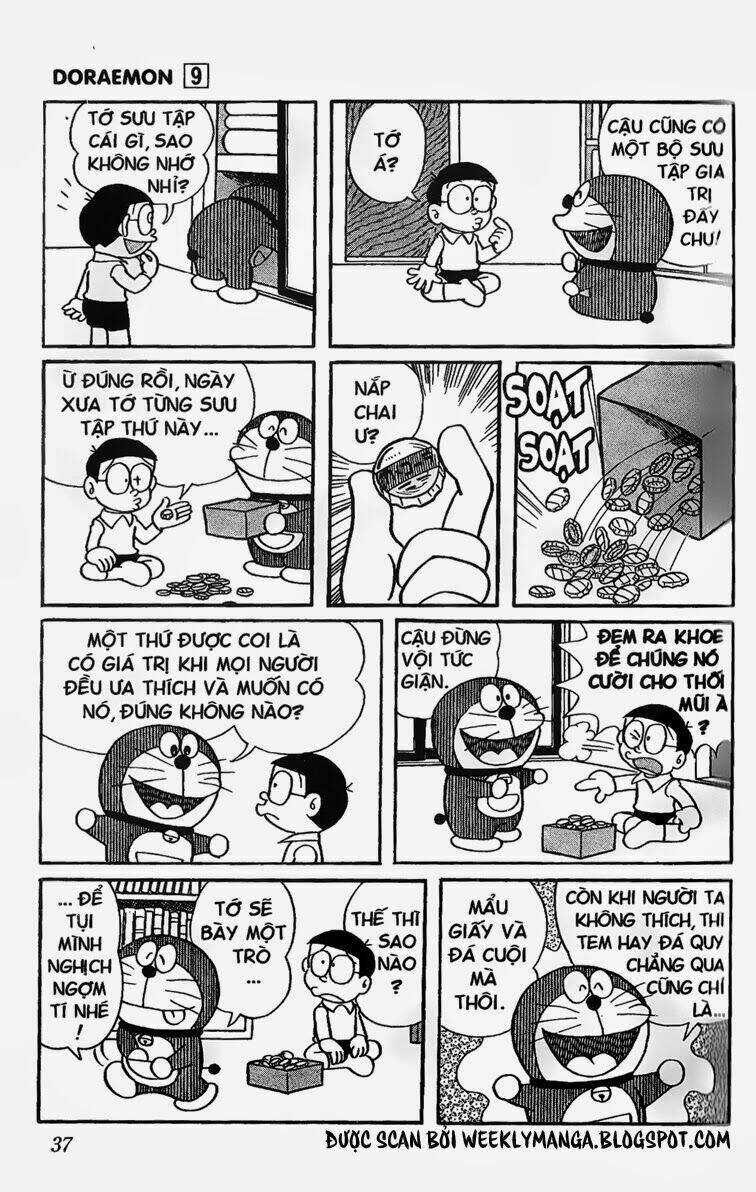 DORAEMON 9
CẬU CŨNG CÓ
MỘT BỘ SƯU
TẬP GIA
TRỊ
ĐẤY
CHƯ!
TỚ
Á?
TỚ SƯU TẬP
CÁI GÌ, SAO
KHÔNG NHỚ
NHỈ?
SOẠT
SOẠT
NẮP
CHAI
Ư?
Ừ ĐÚNG RỒI, NGÀY
XƯA TỚ TỪNG SƯU
TẬP THỨ NÀY...
ĐEM RA KHOE
ĐỂ CHÚNG NÓ
CƯỜI CHO THỐI
MŨI À
?
CẬU ĐỪNG
VỘI TỨC
GIẬN.
MỘT THỨ ĐƯỢC COI LÀ
CÓ GIÁ TRỊ KHI MỌI NGƯỜI
ĐỀU ƯA THÍCH VÀ MUỐN CÓ
NÓ, ĐÚNG KHÔNG NÀO?
CÒN KHI NGƯỜI TA
KHÔNG THÍCH, THI
TEM HAY ĐÁ QUY
CHẲNG QUA
CŨNG CHỈ
LÀ...
MẨU
GIẤY VÀ
ĐÁ CUỘI
MÀ
THÔI.
THẾ THÌ
SAO
NÀO
?
TỚ SẼ
BÀY MỘT
TRÒ
...
... ĐỂ
TỤI
MÌNH
NGHỊCH
NGỢM
TÍ NHÉ
!
37
ĐƯỢC SCAN BỞI WEEKLYMANGA.BLOGSPOT.COM